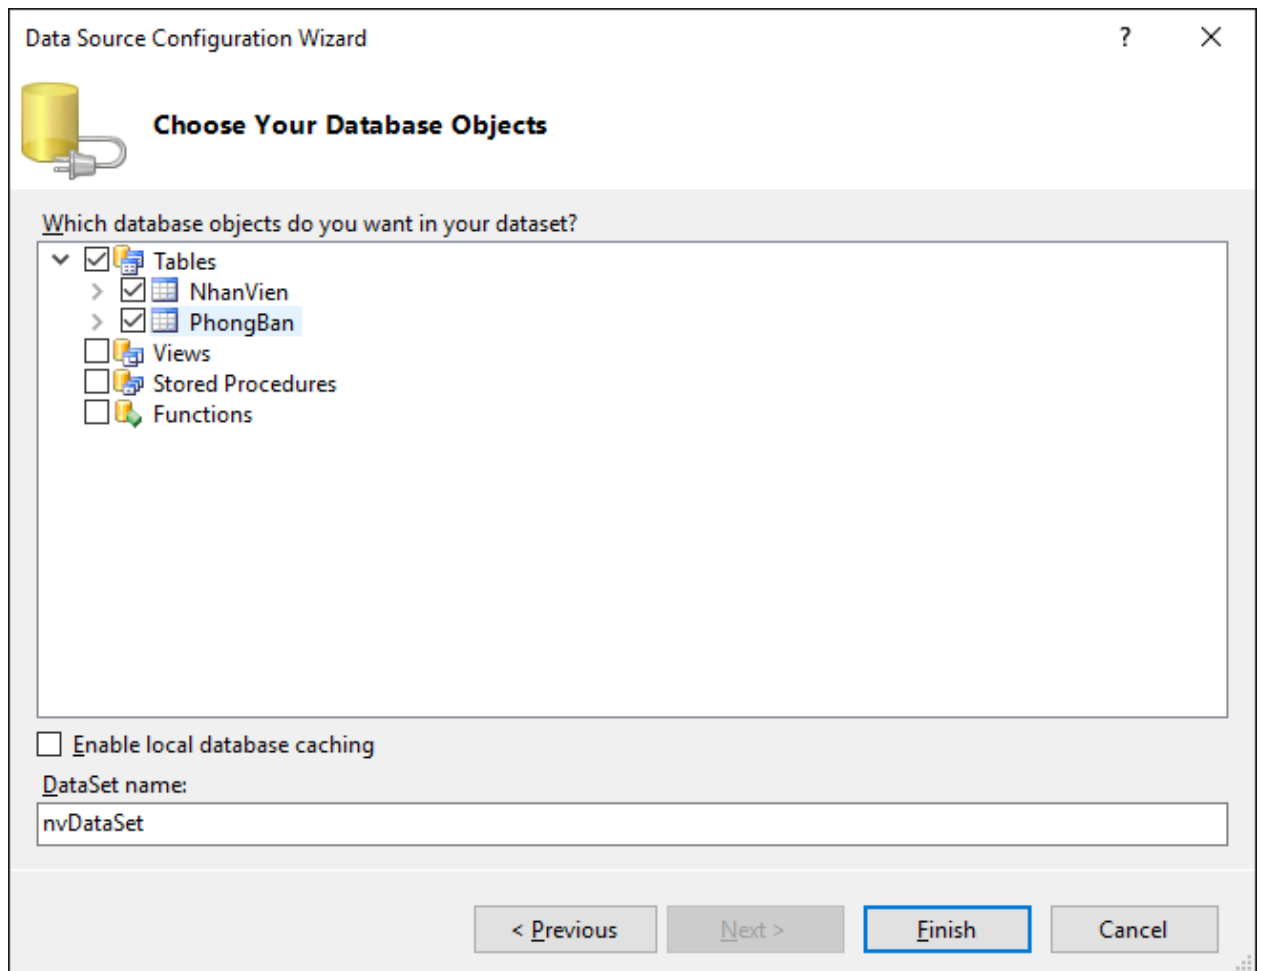 Data Source Configuration Wizard ?
Choose Your Database Objects
Which database objects do you want in your dataset?
Tables
NhanVien
PhongBan
Views
Stored Procedures
Functions
Enable local database caching
DataSet name:
nvDataSet
< Previous Next > Finish Cancel